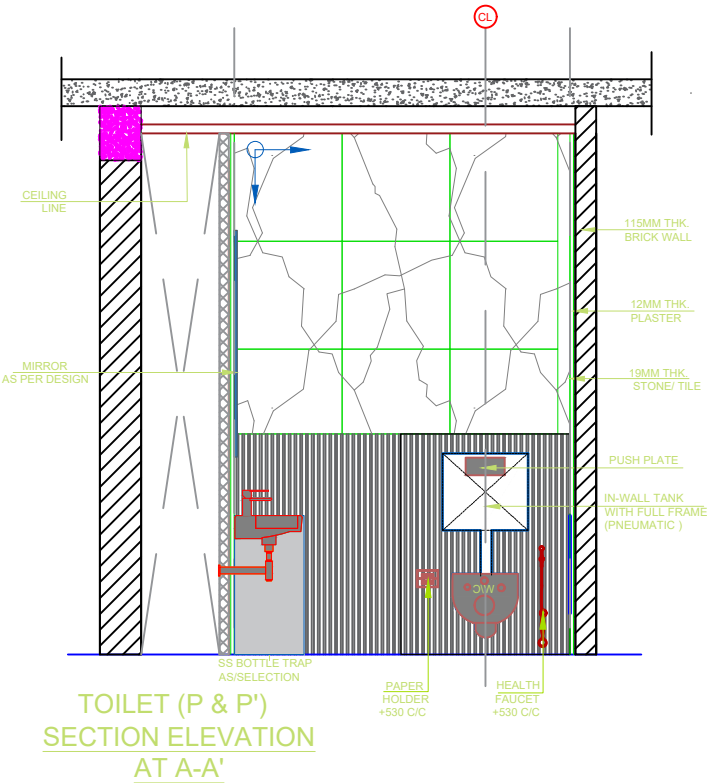 CL
CEILING
LINE
115MM THK.
BRICK WALL
12MM THK.
PLASTER
MIRROR
AS PER DESIGN
19MM THK.
STONE/ TILE
PUSH PLATE
IN-WALL TANK
WITH FULL FRAME
(PNEUMATIC )
W\C
SS BOTTLE TRAP
AS/SELECTION
PAPER
HOLDER
+530 C/C
HEALTH
FAUCET
+530 C/C
TOILET (P & P')
SECTION ELEVATION
AT A-A'